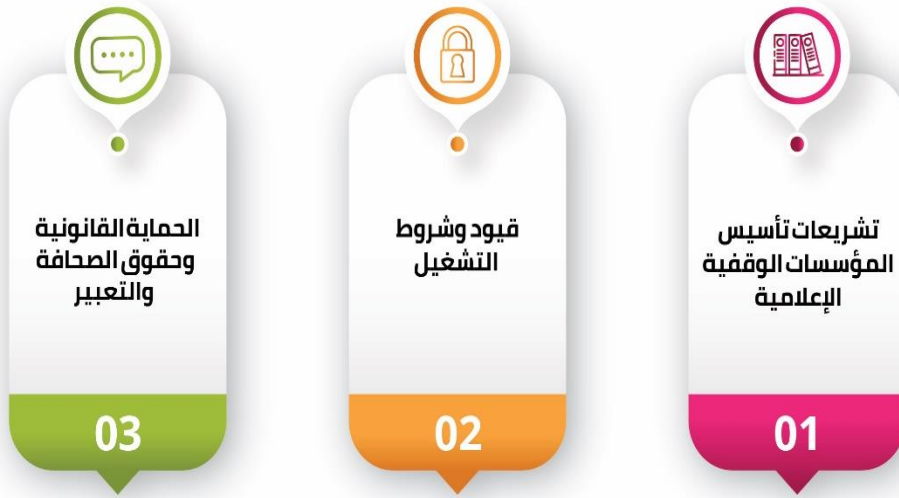 تشريعات تأسيس
المؤسسات الوقفية
الإعلامية
01
قيود وشروط
التشغيل
02
الحماية القانونية
وحقوق الصحافة
والتعبير
03